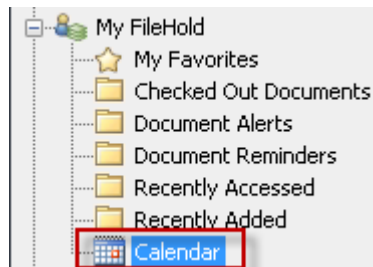 My FileHold
My Favorites
Checked Out Documents
Document Alerts
Document Reminders
Recently Accessed
Recently Added
Calendar